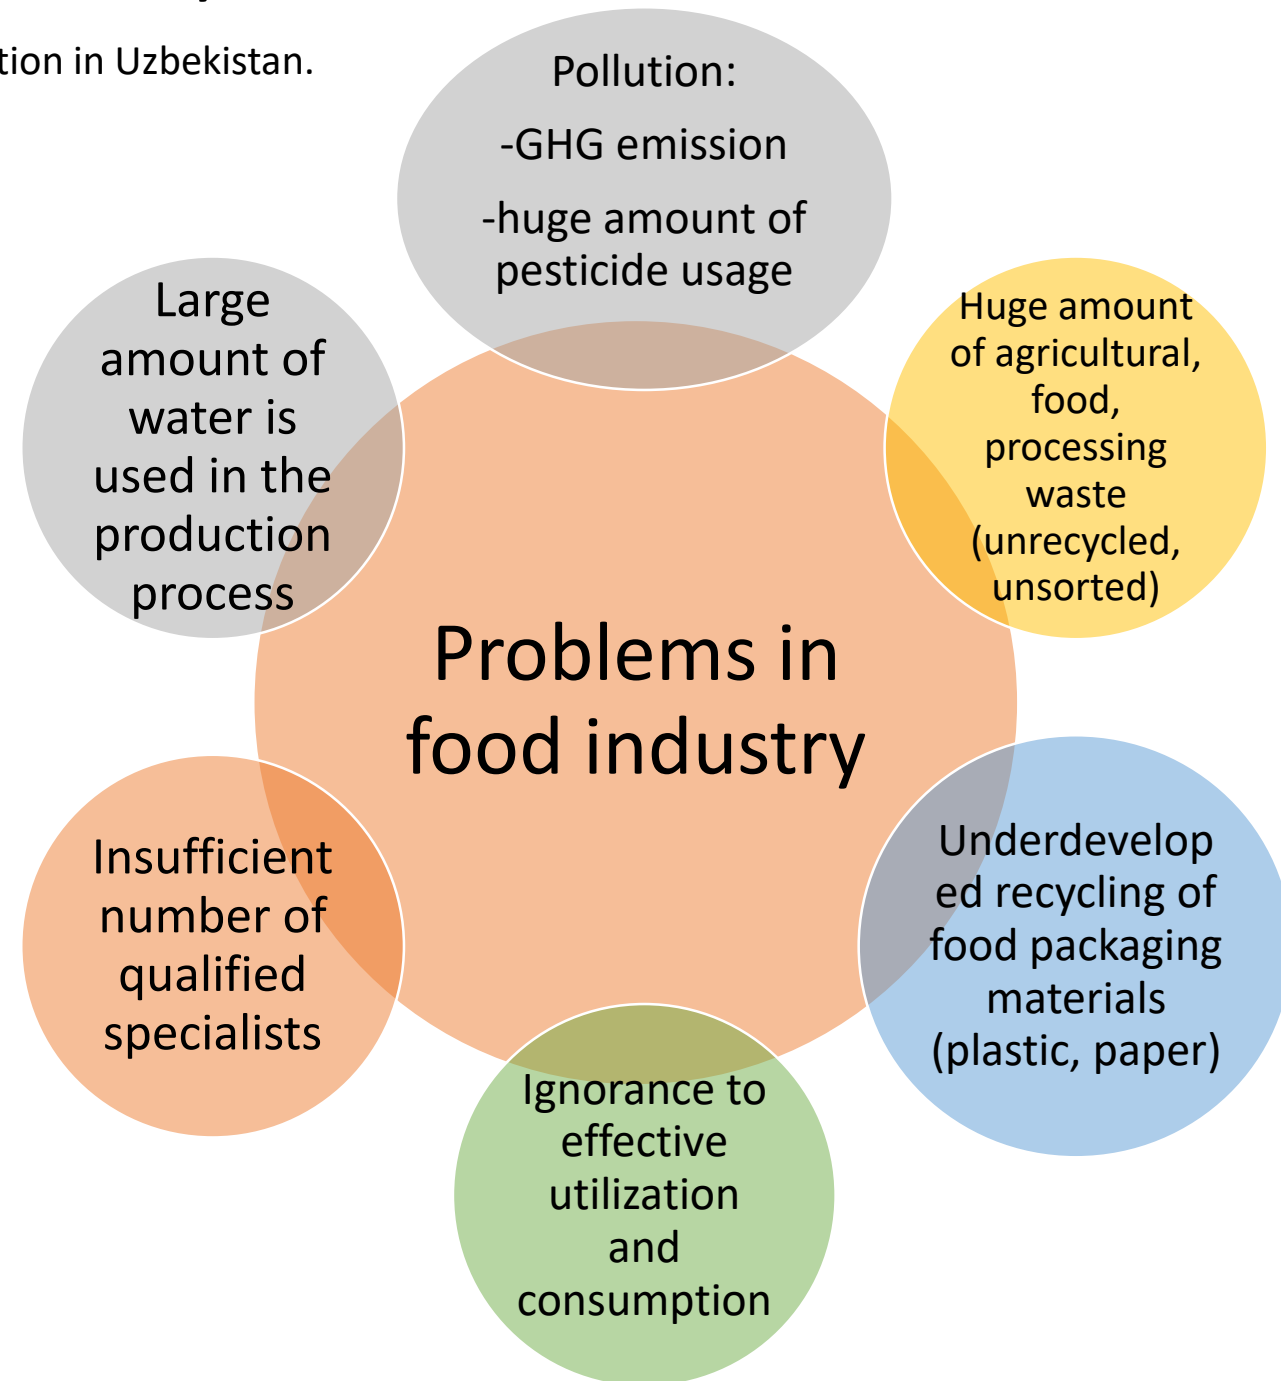 tion in Uzbekistan.
Pollution:
-GHG emission
-huge amount of
pesticide usage
Huge amount
of agricultural,
food,
processing
waste
(unrecycled,
unsorted)
Underdevelop
ed recycling of
food packaging
materials
(plastic, paper)
Ignorance to
effective
utilization
and
consumption
Insufficient
number of
qualified
specialists
Large
amount of
water is
used in the
production
process
Problems in
food industry